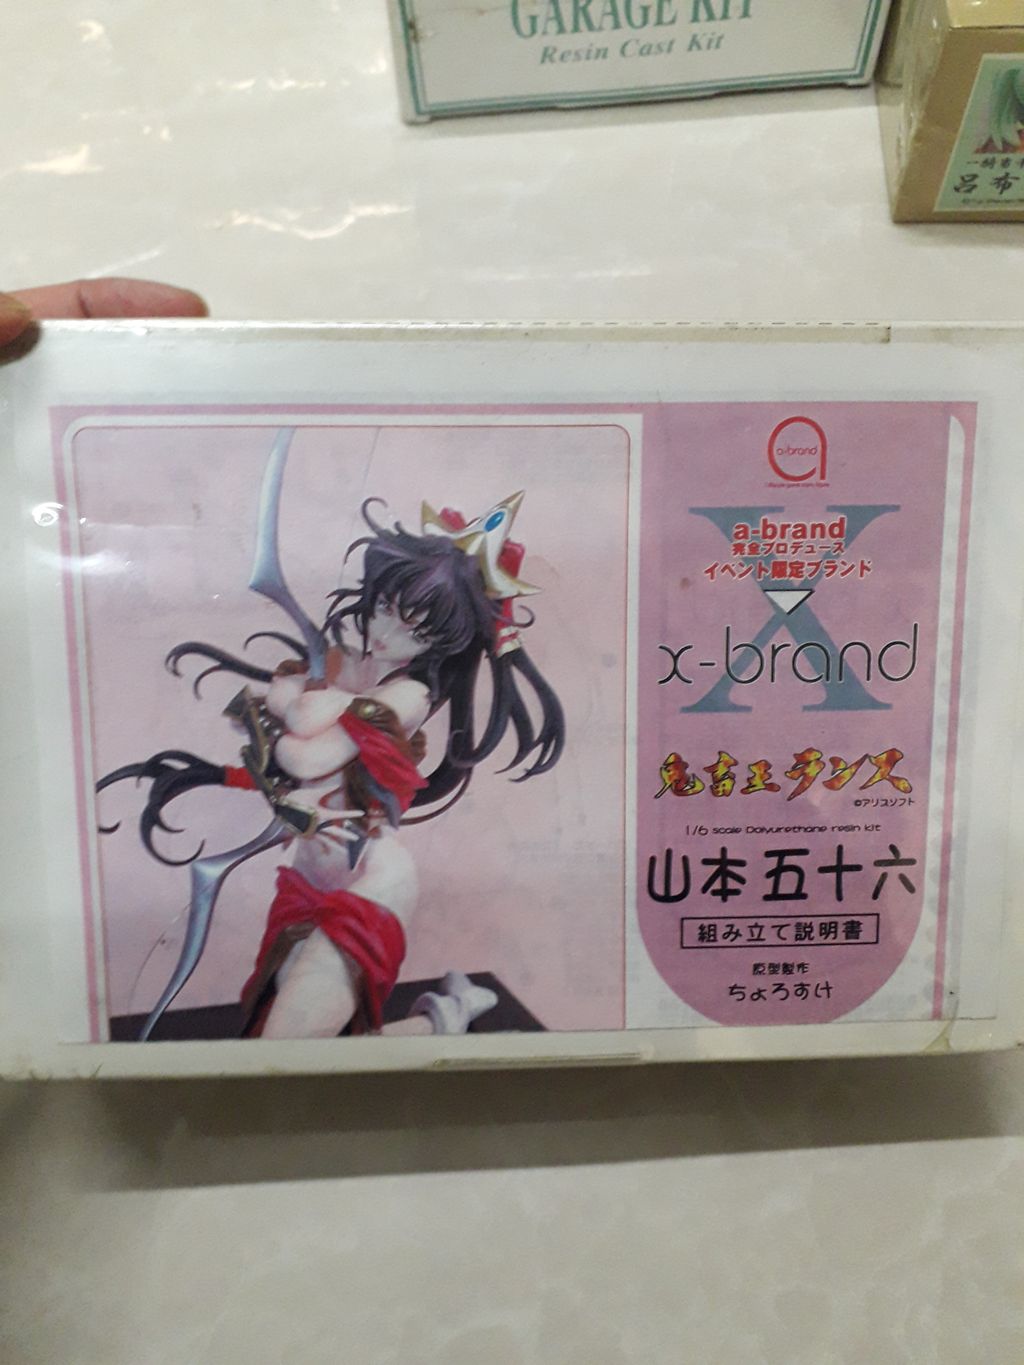 GARAGE KIT
Resin Cast Kit
呂布
a-brand
a-brand
完全プロデュース
イベント限定ブランド
x-brand
鬼畜王ランス
©アリスソフト
1/6 scale Polyurethane resin kit
山本五十六
組み立て説明書
原型製作
ちょろすけ